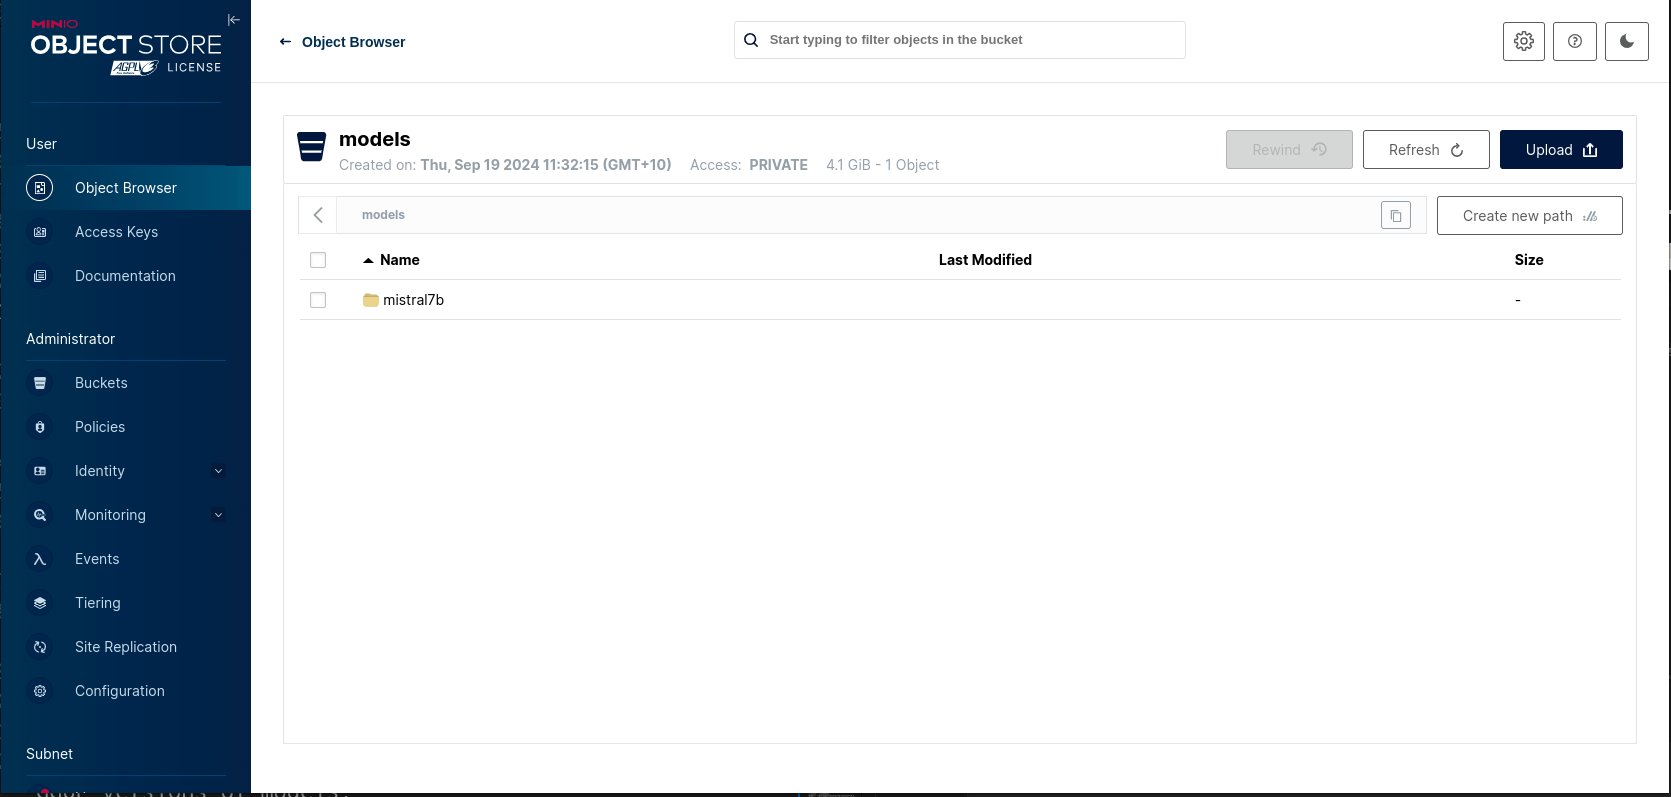 MINIO
OBJECT STORE
AGPLv3 LICENSE
User
Object Browser
Access Keys
Documentation
Administrator
Buckets
Policies
Identity
Monitoring
Events
Tiering
Site Replication
Configuration
Subnet
Object Browser
Start typing to filter objects in the bucket
models
Created on: Thu, Sep 19 2024 11:32:15 (GMT+10) Access: PRIVATE 4.1 GiB - 1 Object
Rewind
Refresh
Upload
models
Create new path
Name Last Modified Size
mistral7b -